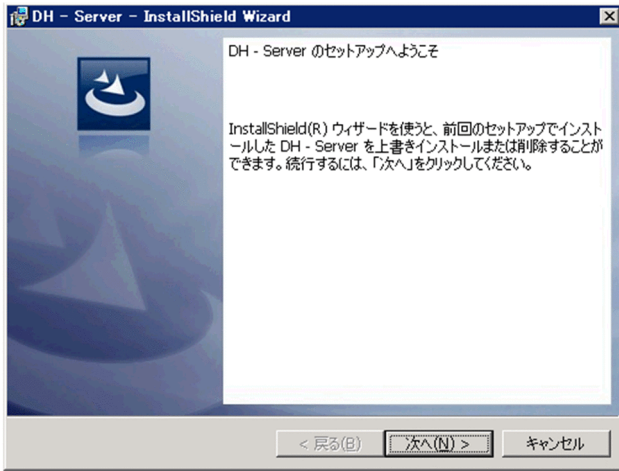 DH - Server - InstallShield Wizard
DH - Server のセットアップへようこそ
InstallShield(R) ウィザードを使うと、前回のセットアップでインスト
ールした DH - Server を上書きインストールまたは削除することが
できます。続行するには、「次へ」をクリックしてください。
< 戻る(B)
次へ(N) >
キャンセル